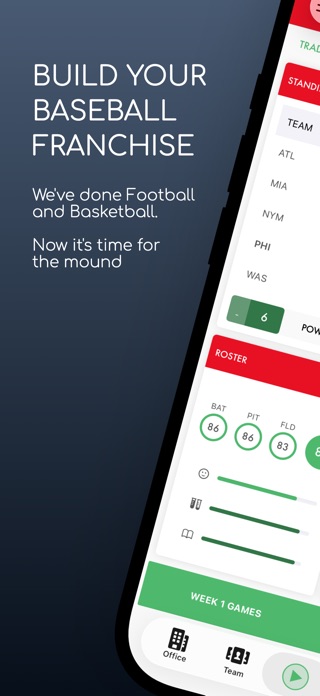 BUILD YOUR
BASEBALL
FRANCHISE
We've done Football
and Basketball.
Now it's time for
the mound
STANDI
TEAM
ATL
MIA
NYM
PHI
WAS
- 6
ROSTER
BAT PIT FLD
86 86 83
WEEK 1 GAMES
Office Team